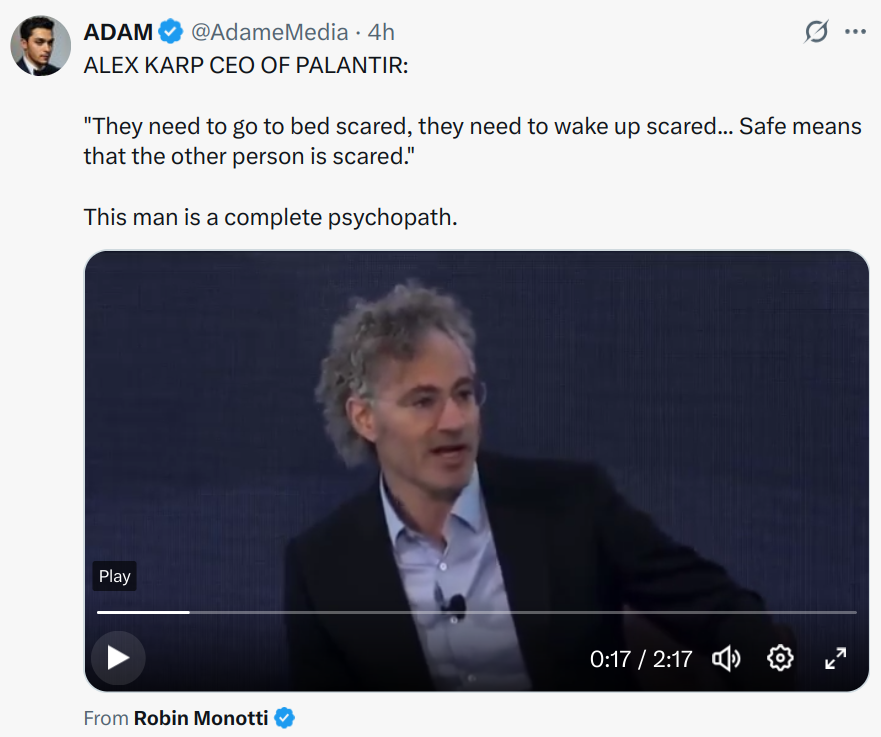 ADAM @AdameMedia · 4h
ALEX KARP CEO OF PALANTIR:
"They need to go to bed scared, they need to wake up scared... Safe means
that the other person is scared."
This man is a complete psychopath.
Play
0:17 / 2:17
From Robin Monotti